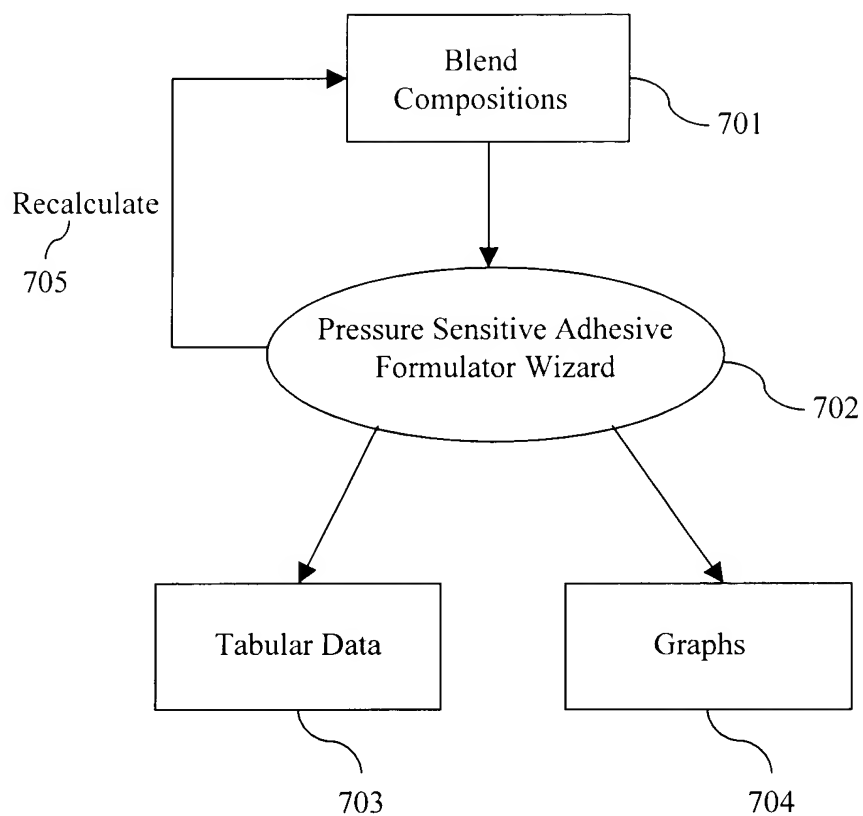 Blend
Compositions
701
Recalculate
705
Pressure Sensitive Adhesive
Formulator Wizard
702
Tabular Data
Graphs
703
704